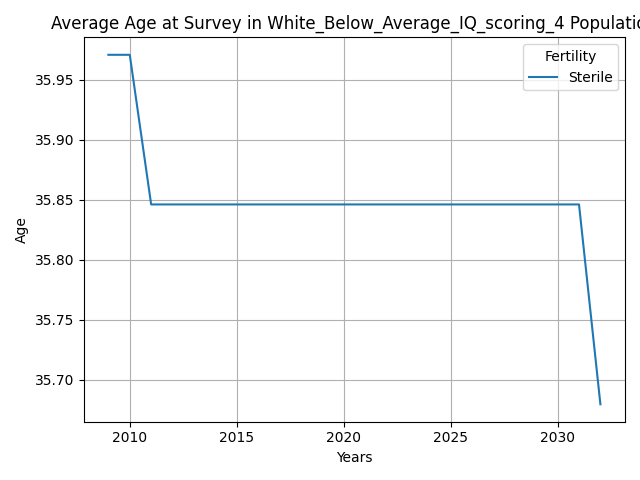 Average Age at Survey in White_Below_Average_IQ_scoring_4 Populatio
Fertility
Sterile
Age
35.95
35.90
35.85
35.80
35.75
35.70
2010 2015 2020 2025 2030
Years